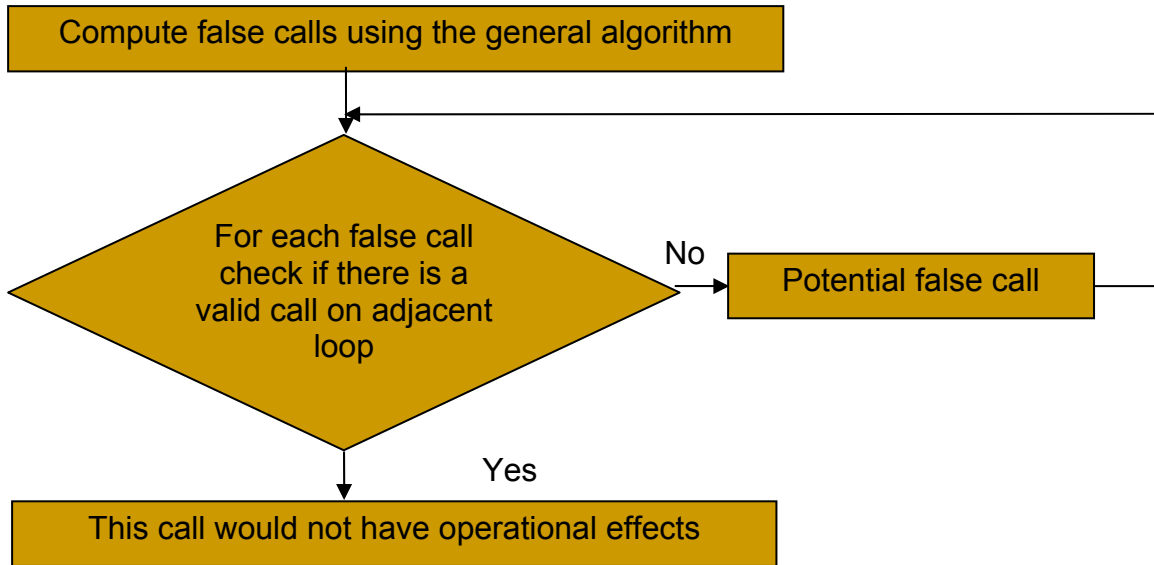 Compute false calls using the general algorithm
For each false call
check if there is a
valid call on adjacent
loop
No
Potential false call
Yes
This call would not have operational effects